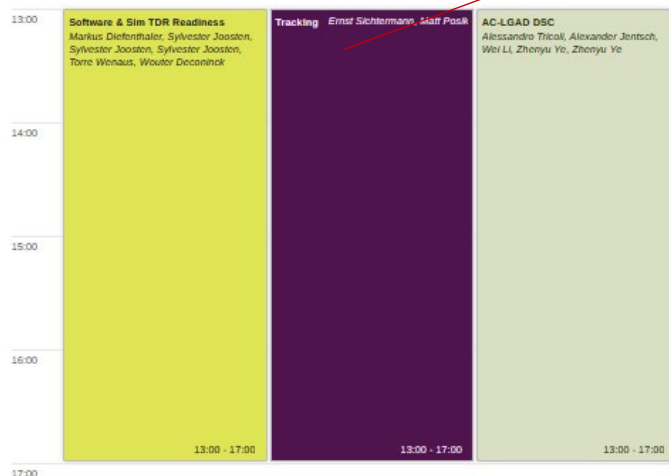 13:00
Software & Sim TDR Readiness
Markus Diefenthaler, Sylvester Joosten,
Sylvester Joosten, Sylvester Joosten,
Torre Wenaus, Wouter Deconinck
13:00 - 17:00
Tracking Ernst Sichtermann, Matt Posik
13:00 - 17:00
AC-LGAD DSC
Alessandro Tricoli, Alexander Jentsch,
Wei Li, Zhenyu Ye, Zhenyu Ye
13:00 - 17:00
14:00
15:00
16:00
17:00